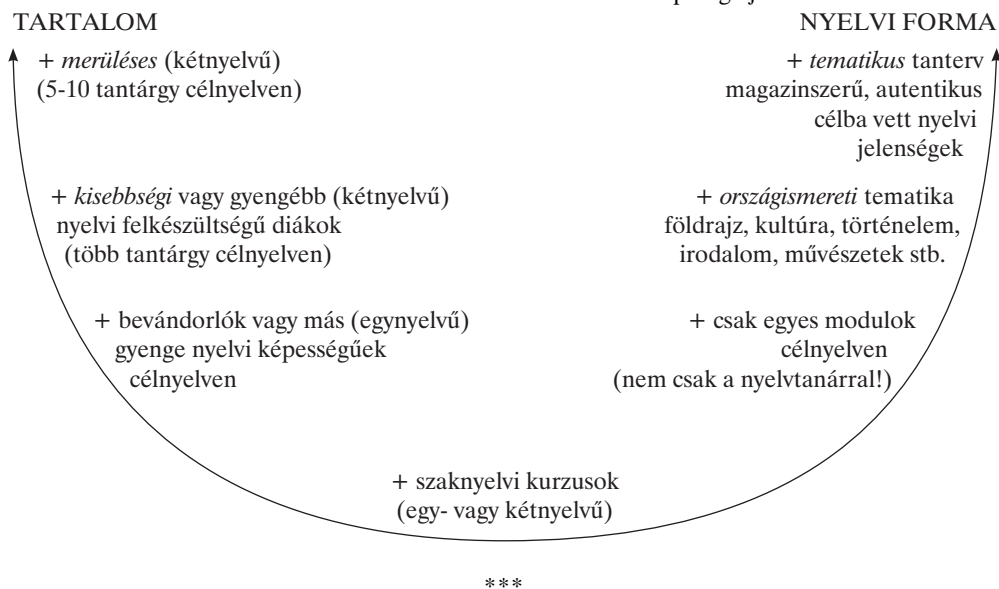 TARTALOM
NYELVI FORMA
+ merüléses (kétnyelvű)
(5-10 tantárgy célnyelven)
+ tematikus tanterv
magazinszerű, autentikus
célba vett nyelvi
jelenségek
+ kisebbségi vagy gyengébb (kétnyelvű)
nyelvi felkészültségű diákok
(több tantárgy célnyelven)
+ országismereti tematika
földrajz, kultúra, történelem,
irodalom, művészetek stb.
+ bevándorlók vagy más (egynyelvű)
gyenge nyelvi képességűek
célnyelven
+ csak egyes modulok
célnyelven
(nem csak a nyelvtanárral!)
+ szaknyelvi kurzusok
(egy- vagy kétnyelvű)
***